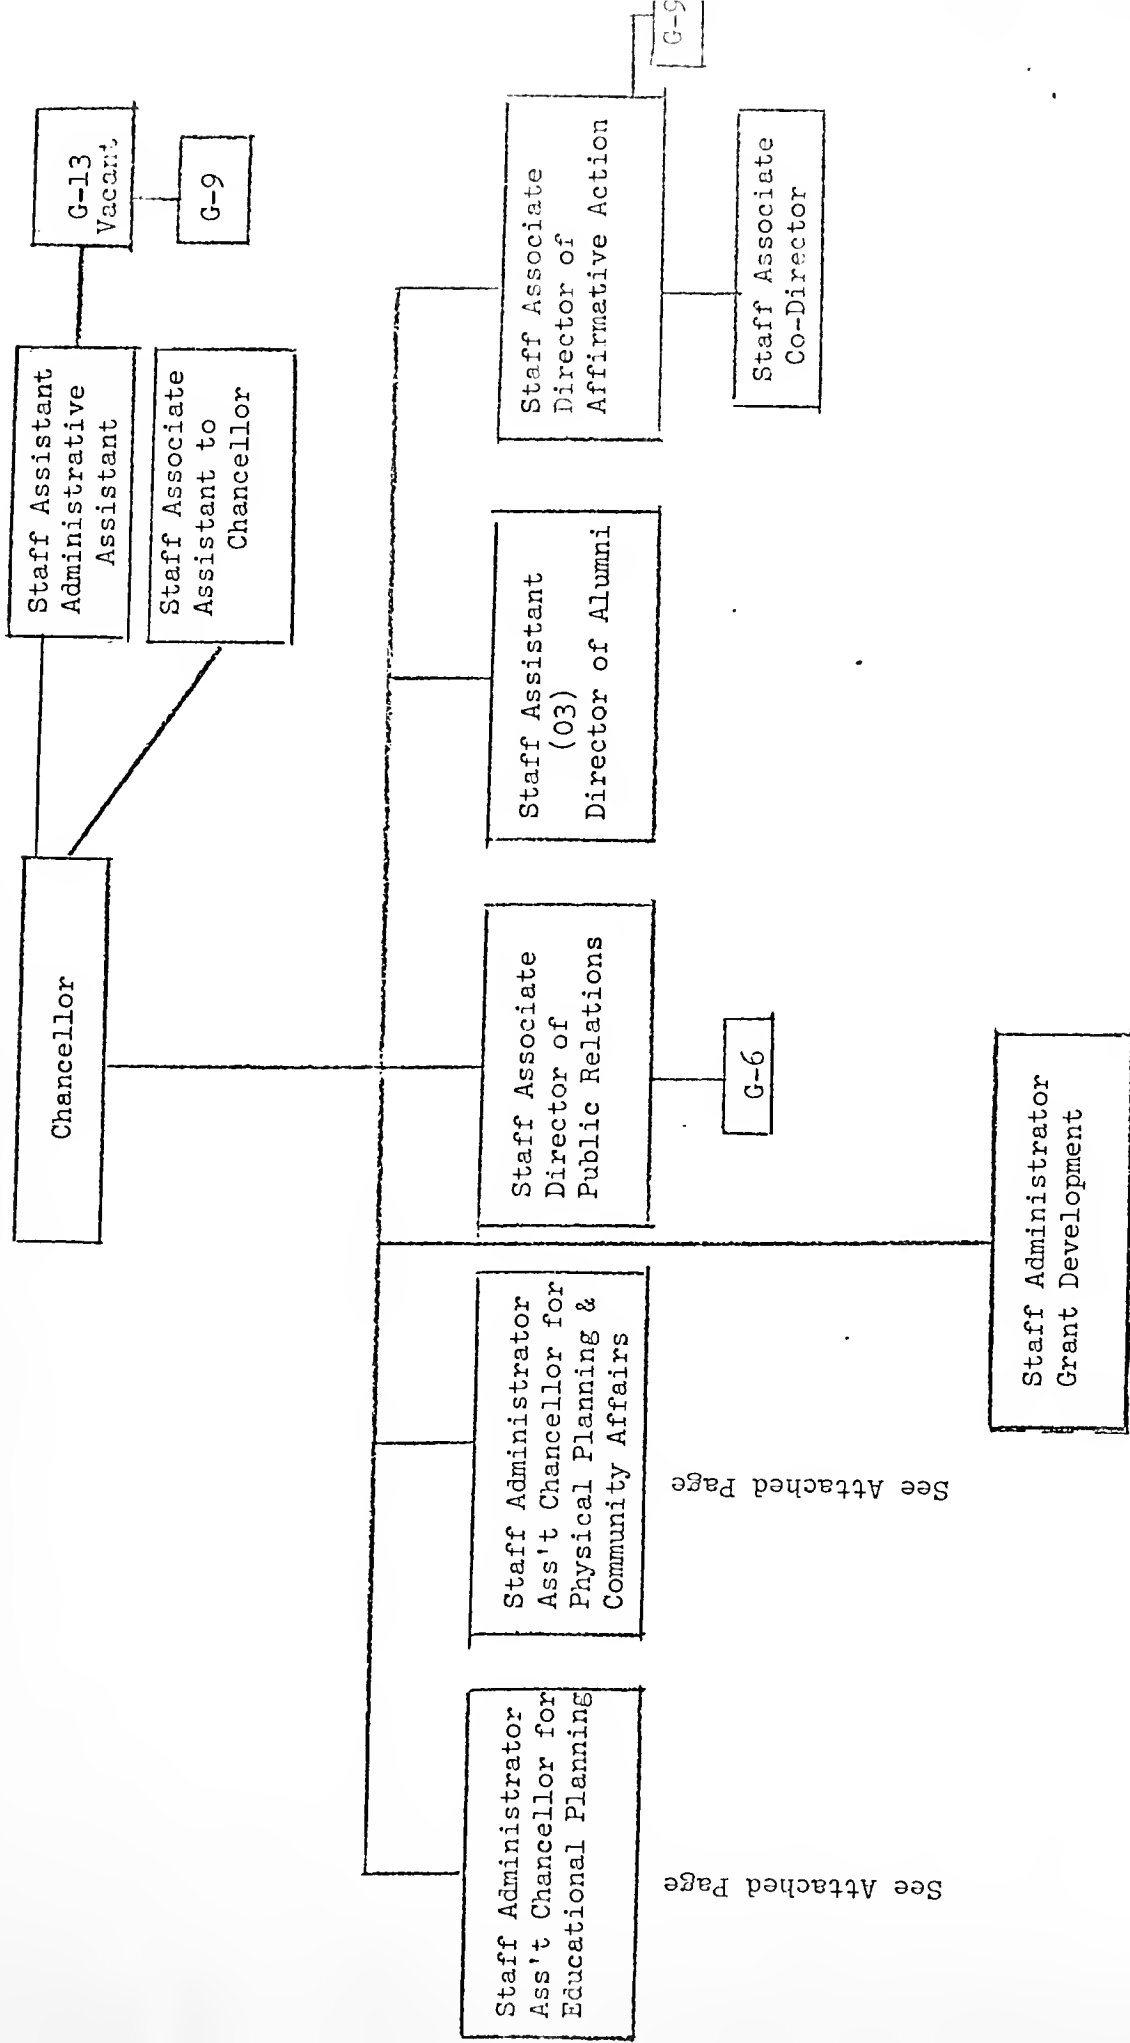 Chancellor
Staff Assistant
Administrative
Assistant
G-13
Vacant
G-9
Staff Associate
Assistant to
Chancellor
Staff Administrator
Ass't Chancellor for
Educational Planning
See Attached Page
Staff Administrator
Ass't Chancellor for
Physical Planning &
Community Affairs
See Attached Page
Staff Associate
Director of
Public Relations
G-6
Staff Assistant
(03)
Director of Alumni
Staff Associate
Director of
Affirmative Action
G-9
Staff Associate
Co-Director
Staff Administrator
Grant Development